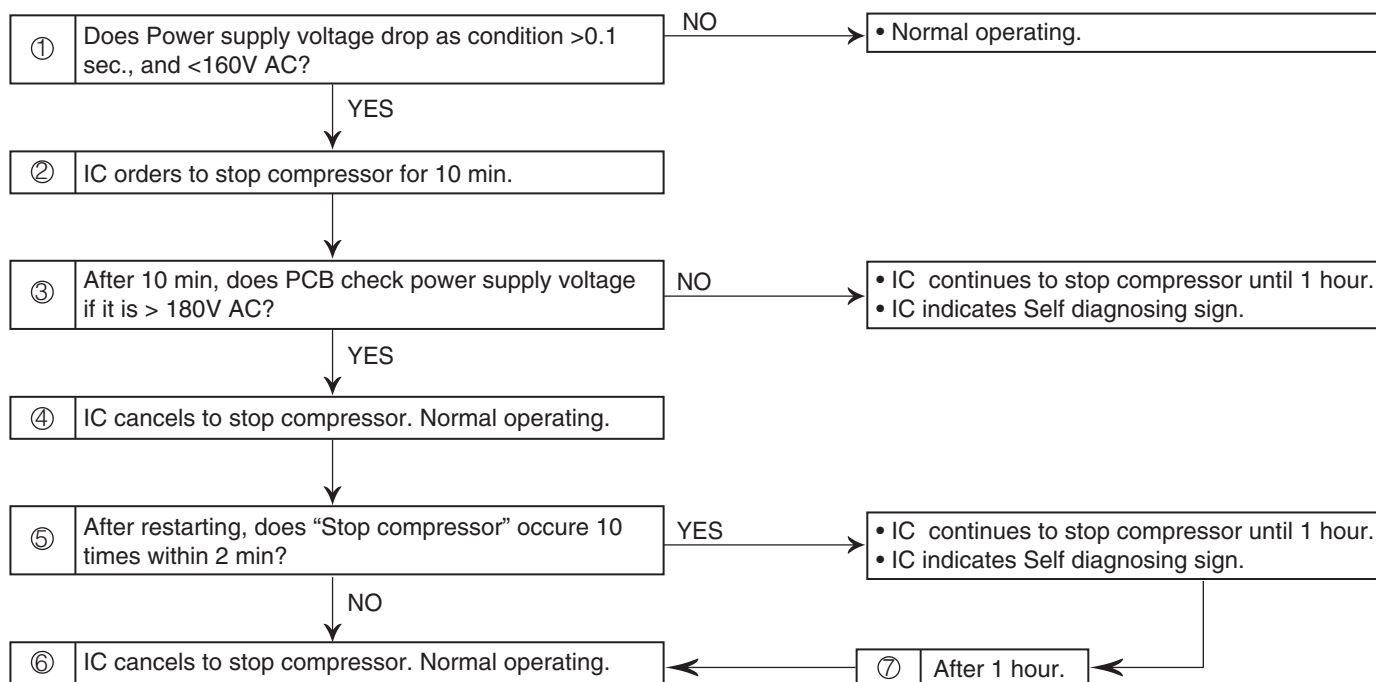 ① Does Power supply voltage drop as condition >0.1
sec., and <160V AC?
NO
• Normal operating.
YES
② IC orders to stop compressor for 10 min.
③ After 10 min, does PCB check power supply voltage
if it is > 180V AC?
NO
• IC continues to stop compressor until 1 hour.
• IC indicates Self diagnosing sign.
YES
④ IC cancels to stop compressor. Normal operating.
⑤ After restarting, does “Stop compressor” occure 10
times within 2 min?
YES
• IC continues to stop compressor until 1 hour.
• IC indicates Self diagnosing sign.
NO
⑥ IC cancels to stop compressor. Normal operating.
⑦ After 1 hour.